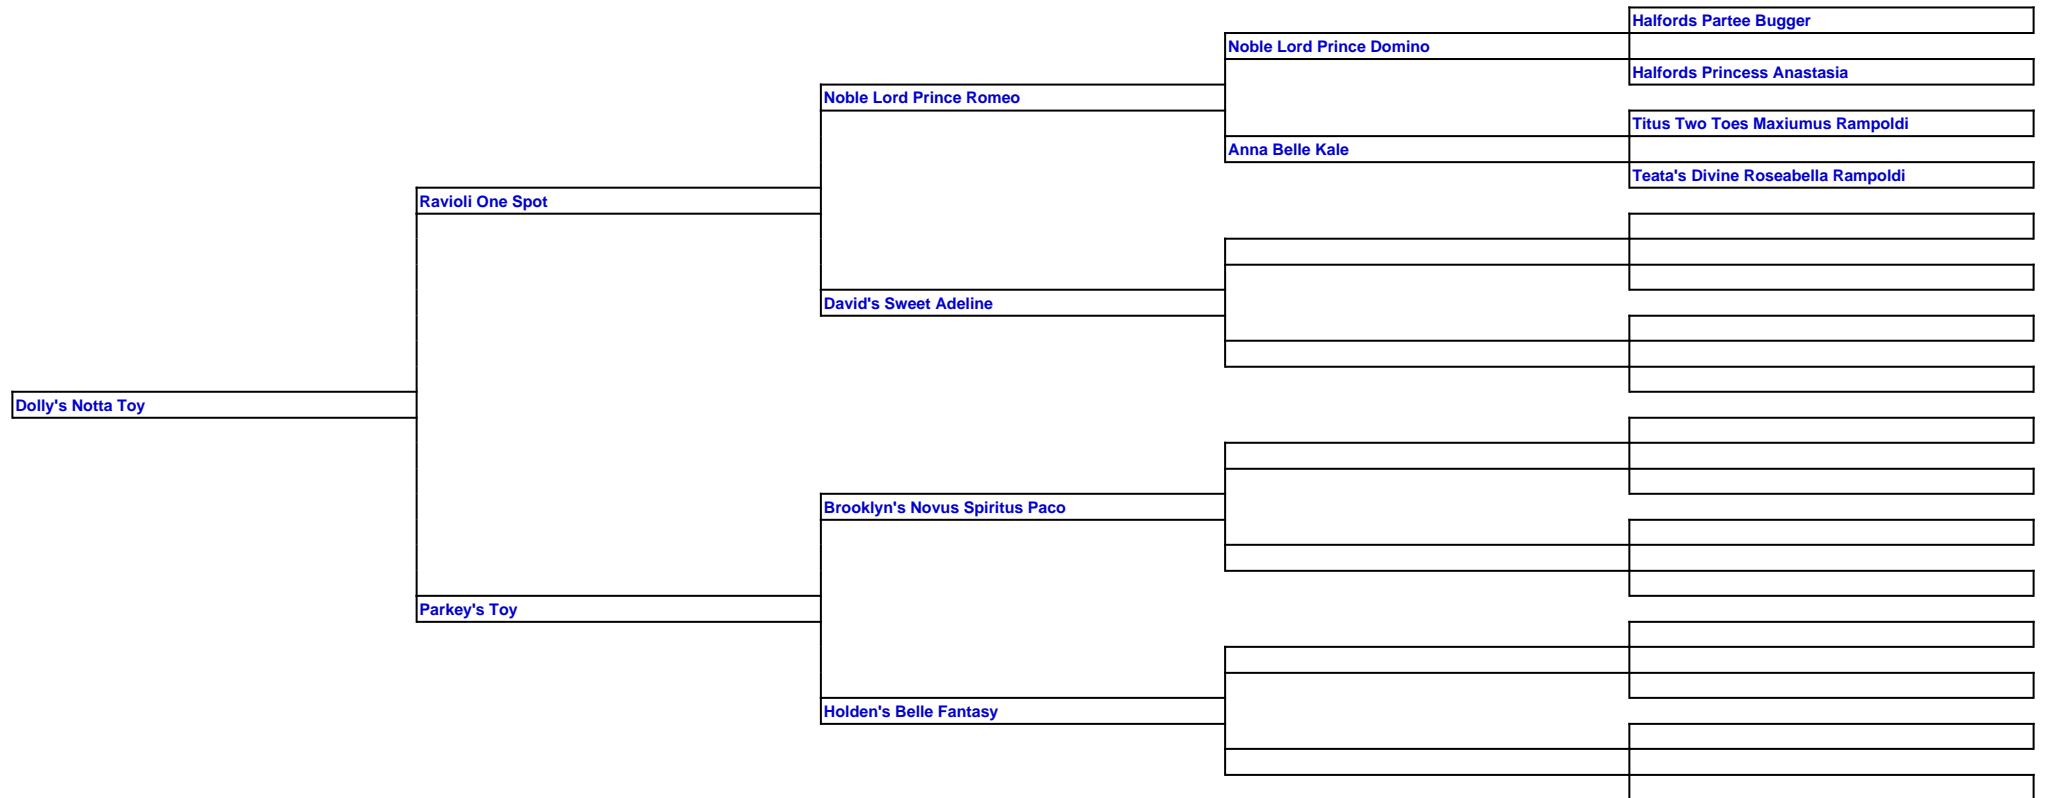 Halfords Partee Bugger
Noble Lord Prince Domino
Halfords Princess Anastasia
Noble Lord Prince Romeo
Titus Two Toes Maxiumus Rampoldi
Anna Belle Kale
Teata's Divine Roseabella Rampoldi
Ravioli One Spot
David's Sweet Adeline
Dolly's Notta Toy
Brooklyn's Novus Spiritus Paco
Parkey's Toy
Holden's Belle Fantasy